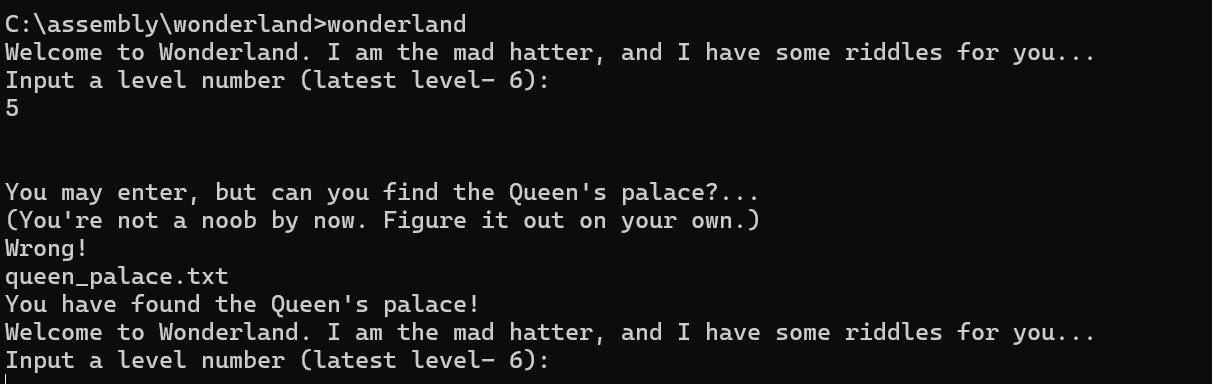 C:\assembly\wonderland>wonderland
Welcome to Wonderland. I am the mad hatter, and I have some riddles for you...
Input a level number (latest level- 6):
5
You may enter, but can you find the Queen's palace?...
(You're not a noob by now. Figure it out on your own.)
Wrong!
queen_palace.txt
You have found the Queen's palace!
Welcome to Wonderland. I am the mad hatter, and I have some riddles for you...
Input a level number (latest level- 6):